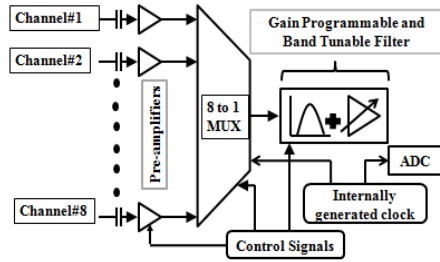 Channel#1
Gain Programmable and
Band Tunable Filter
Channel#2
Pre-amplifiers
8 to 1
MUX
ADC
Internally
generated clock
Channel#8
Control Signals